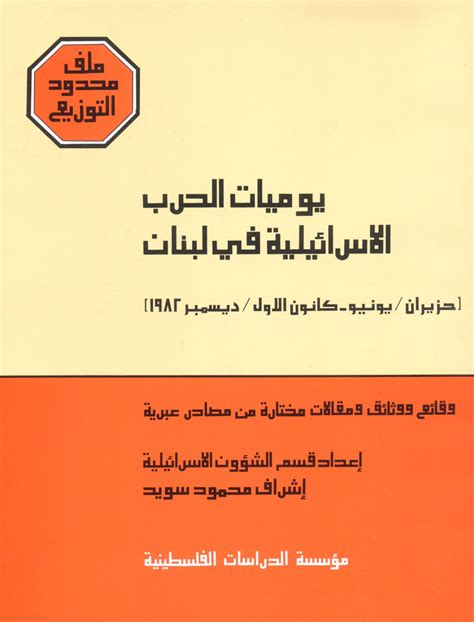 ملف
محدود
التوزيع
يوميات الحرب
الاسرائيلية في لبنان
(حزيران/يونيو - كانون الاول/ديسمبر ١٩٨٢)
وقائع ووثائق ومقالات مختارة من مصادر عبرية
إعداد قسم الشؤون الاسرائيلية
إشراف محمود سويد
مؤسسة الدراسات الفلسطينية